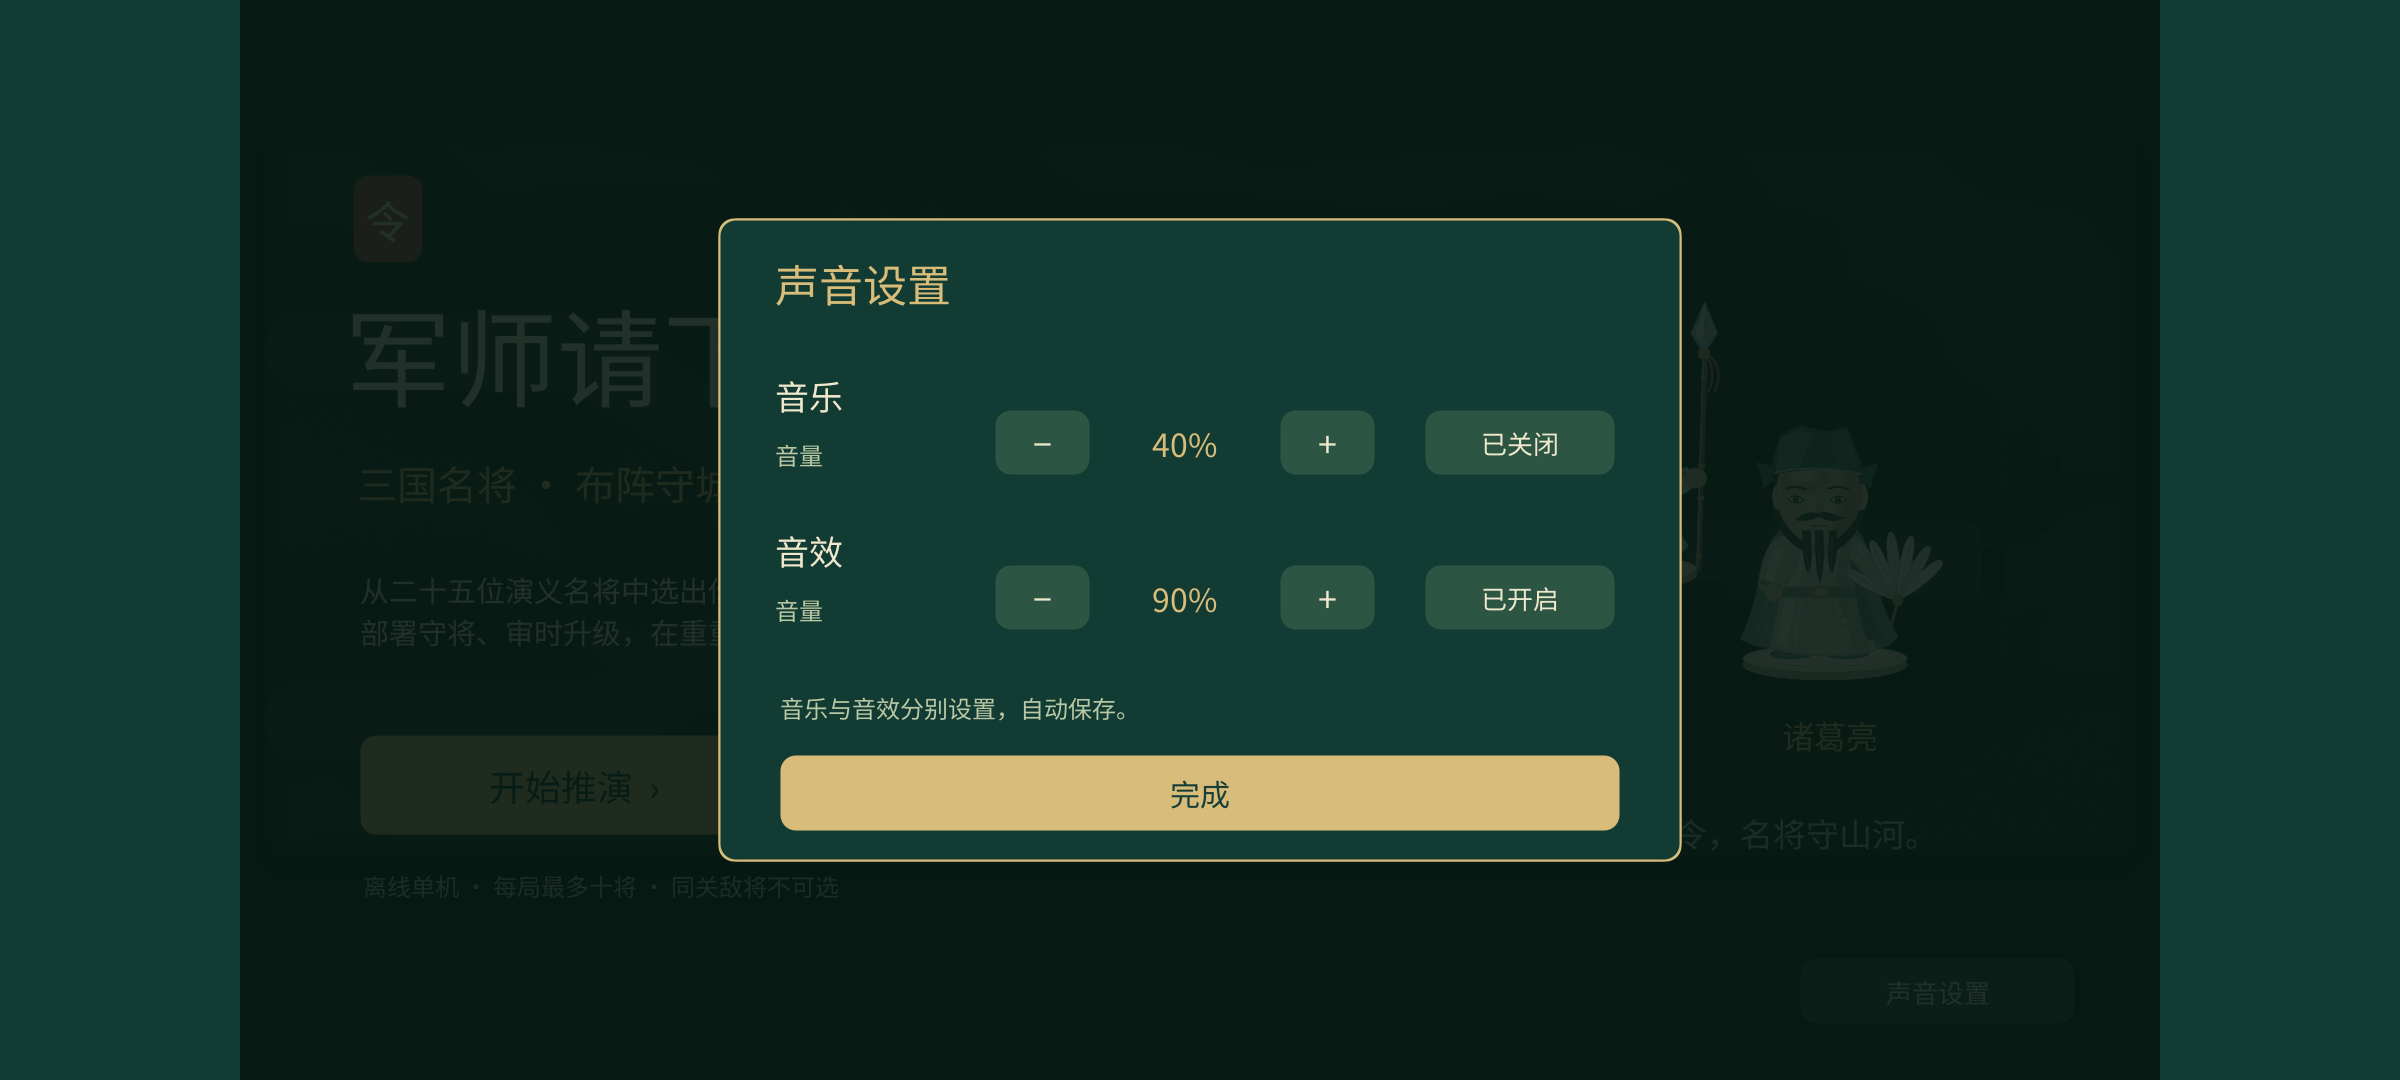 令
军师请
三国名将 · 布阵守城
从二十五位演义名将中选出
部署守将、审时升级，在重
开始推演 ›
离线单机 · 每局最多十将 · 同关敌将不可选
声音设置
音乐
音量
− 40% + 已关闭
音效
音量
− 90% + 已开启
音乐与音效分别设置，自动保存。
完成
诸葛亮
令，名将守山河。
声音设置